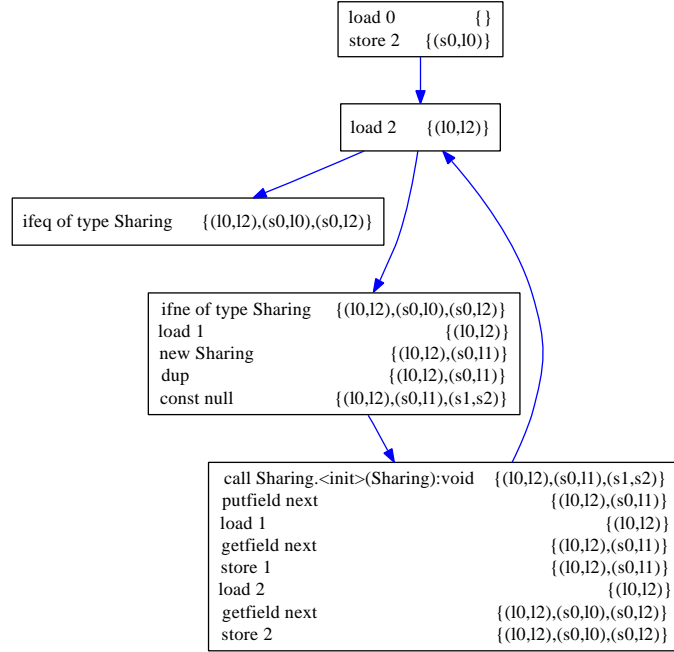 load 0 {}
store 2 {(s0,l0)}
load 2 {(l0,l2)}
ifeq of type Sharing {(l0,l2),(s0,l0),(s0,l2)}
ifne of type Sharing {(l0,l2),(s0,l0),(s0,l2)}
load 1 {(l0,l2)}
new Sharing {(l0,l2),(s0,l1)}
dup {(l0,l2),(s0,l1)}
const null {(l0,l2),(s0,l1),(s1,s2)}
call Sharing.<init>(Sharing):void {(l0,l2),(s0,l1),(s1,s2)}
putfield next {(l0,l2),(s0,l1)}
load 1 {(l0,l2)}
getfield next {(l0,l2),(s0,l1)}
store 1 {(l0,l2),(s0,l1)}
load 2 {(l0,l2)}
getfield next {(l0,l2),(s0,l0),(s0,l2)}
store 2 {(l0,l2),(s0,l0),(s0,l2)}